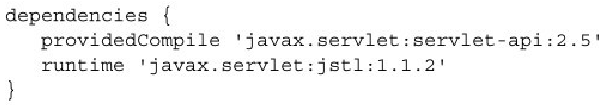 dependencies {
   providedCompile 'javax.servlet:servlet-api:2.5'
   runtime 'javax.servlet:jstl:1.1.2'
}